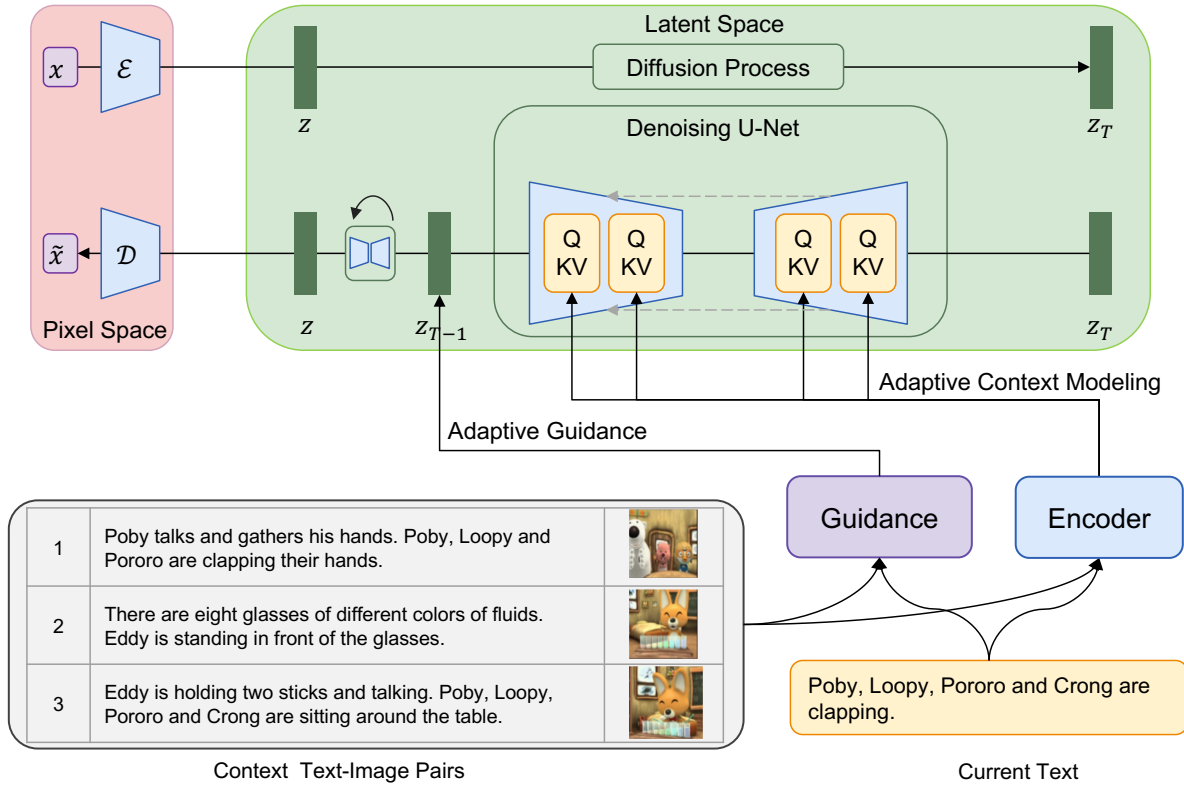 Latent Space
x
ℰ
Diffusion Process
z
z_T
Denoising U-Net
x̃
𝒟
Q
KV
Q
KV
Q
KV
Q
KV
Pixel Space
z
z_{T−1}
z_T
Adaptive Context Modeling
Adaptive Guidance
Guidance
Encoder
1
Poby talks and gathers his hands. Poby, Loopy and
Pororo are clapping their hands.
2
There are eight glasses of different colors of fluids.
Eddy is standing in front of the glasses.
3
Eddy is holding two sticks and talking. Poby, Loopy,
Pororo and Crong are sitting around the table.
Poby, Loopy, Pororo and Crong are
clapping.
Context Text-Image Pairs
Current Text